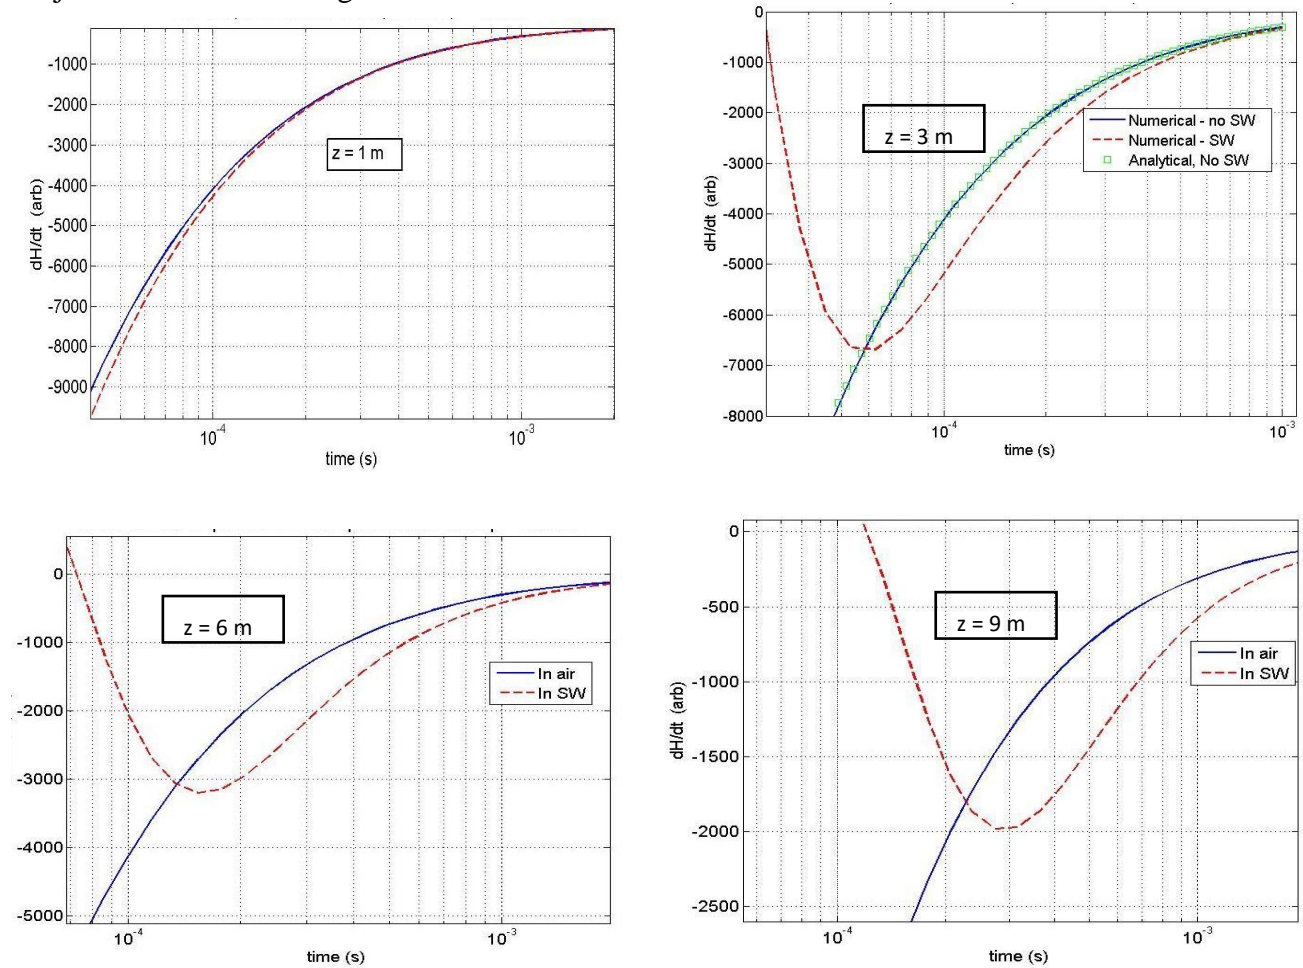 -1000
-2000
-3000
-4000
-5000
-6000
-7000
-8000
-9000
dH/dt (arb)
z = 1 m
10^-4
10^-3
time (s)
0
-1000
-2000
-3000
-4000
-5000
-6000
-7000
-8000
dH/dt (arb)
z = 3 m
Numerical - no SW
Numerical - SW
Analytical, No SW
10^-4
10^-3
time (s)
0
-1000
-2000
-3000
-4000
-5000
z = 6 m
In air
In SW
10^-4
10^-3
time (s)
0
-500
-1000
-1500
-2000
-2500
dH/dt (arb)
z = 9 m
In air
In SW
10^-4
10^-3
time (s)